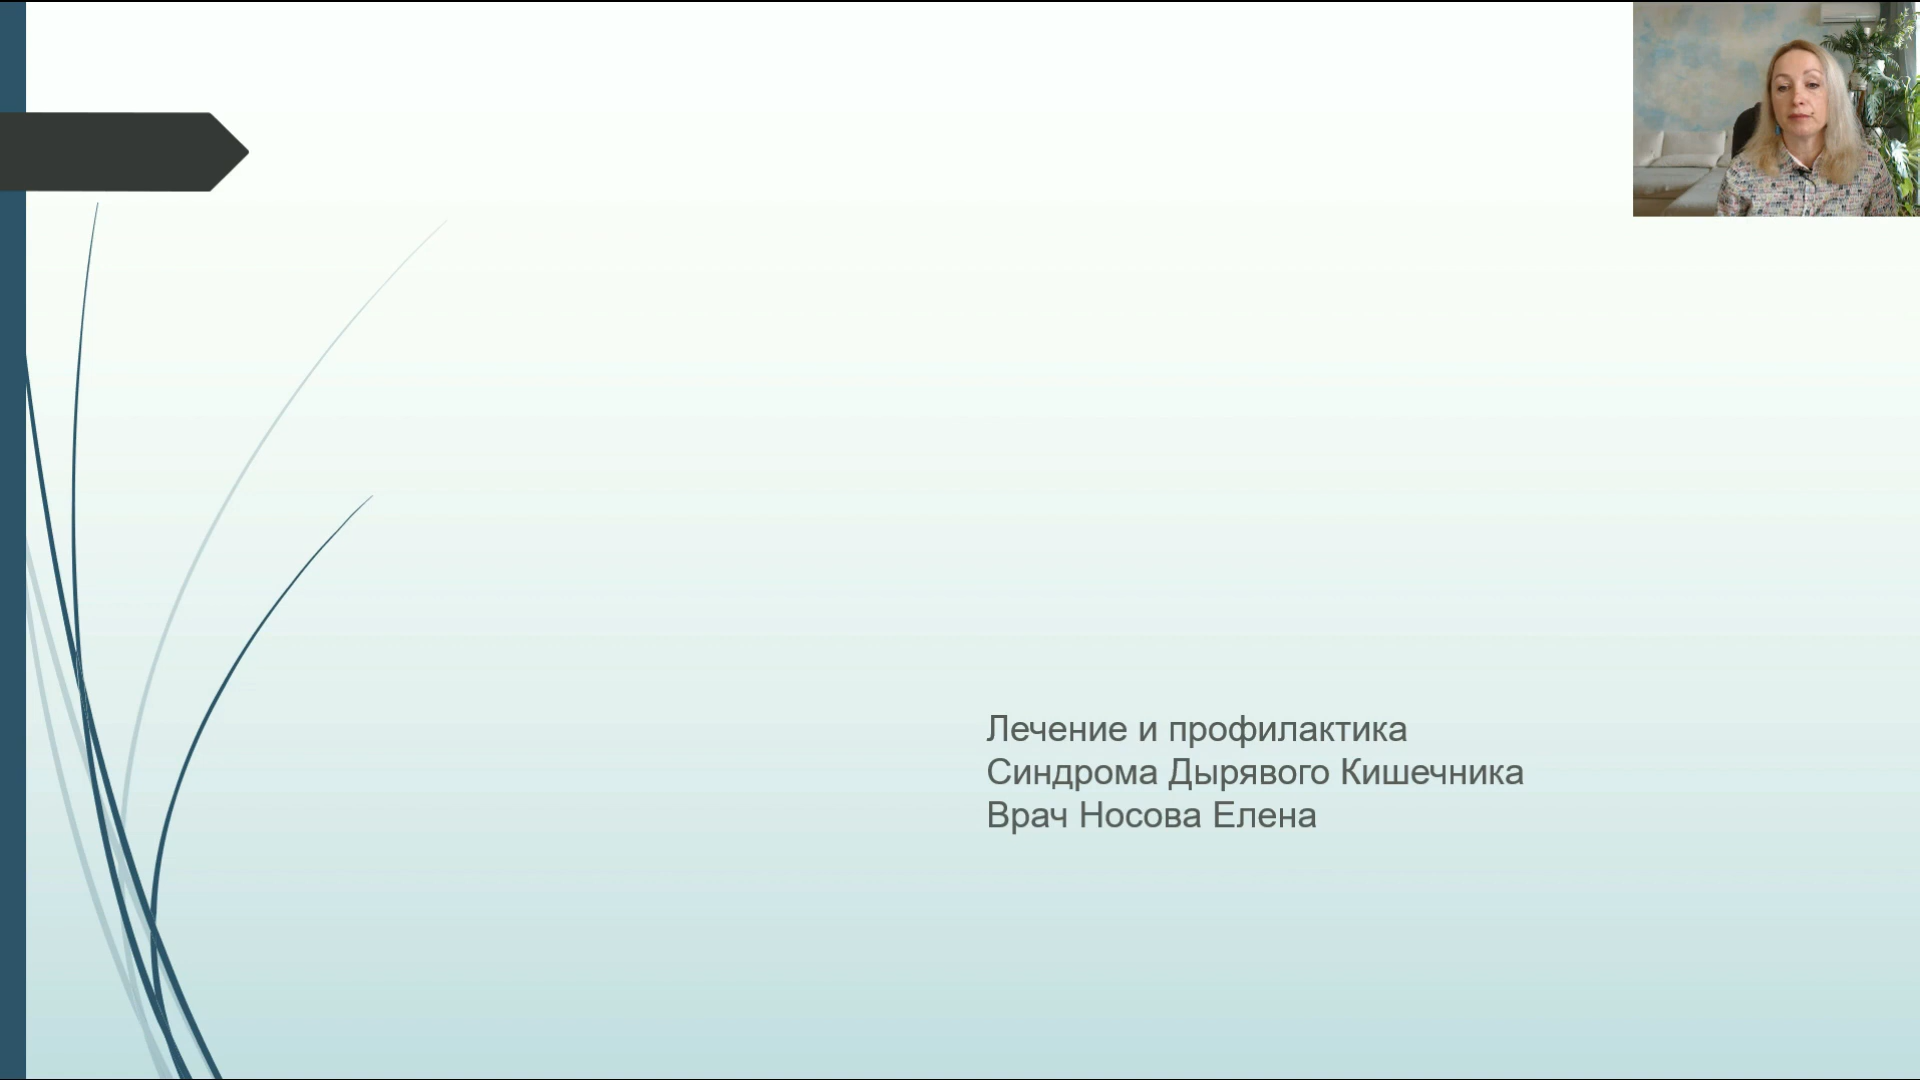 Лечение и профилактика
Синдрома Дырявого Кишечника
Врач Носова Елена